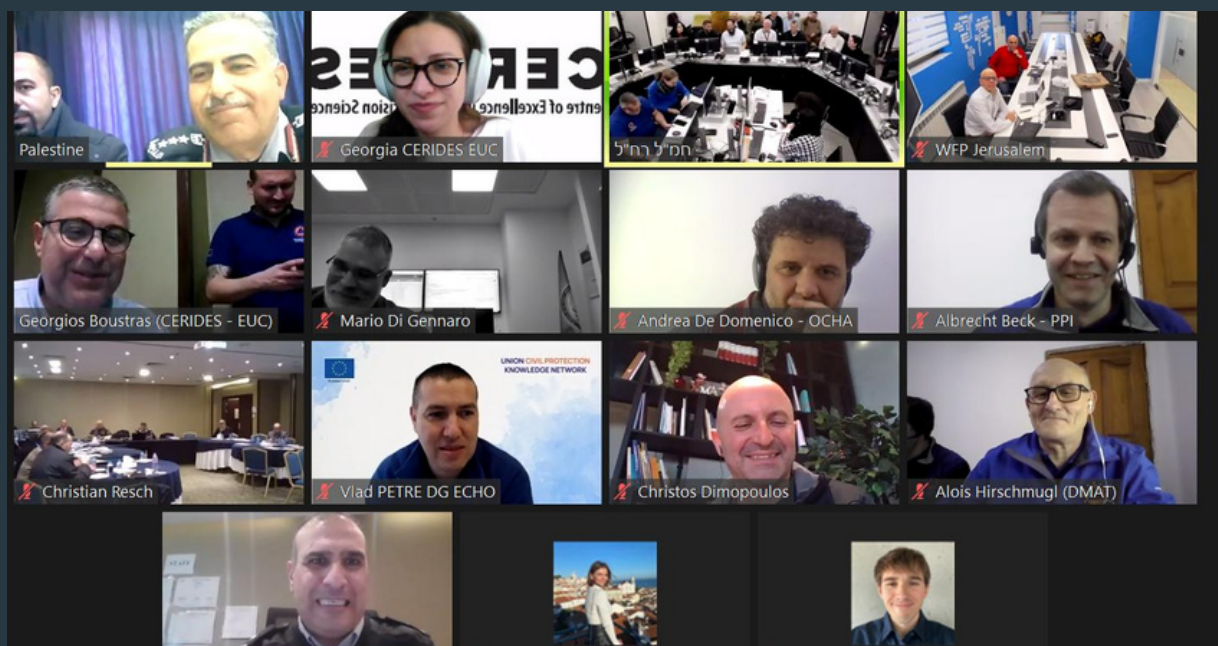 Palestine
Georgia CERIDES EUC
חמ"ל רח"ל
WFP Jerusalem
Georgios Boustras (CERIDES - EUC)
Mario Di Gennaro
Andrea De Domenico - OCHA
Albrecht Beck - PPI
UNION CIVIL PROTECTION
KNOWLEDGE NETWORK
Christian Resch
Vlad PETRE DG ECHO
Christos Dimopoulos
Alois Hirschmugl (DMAT)